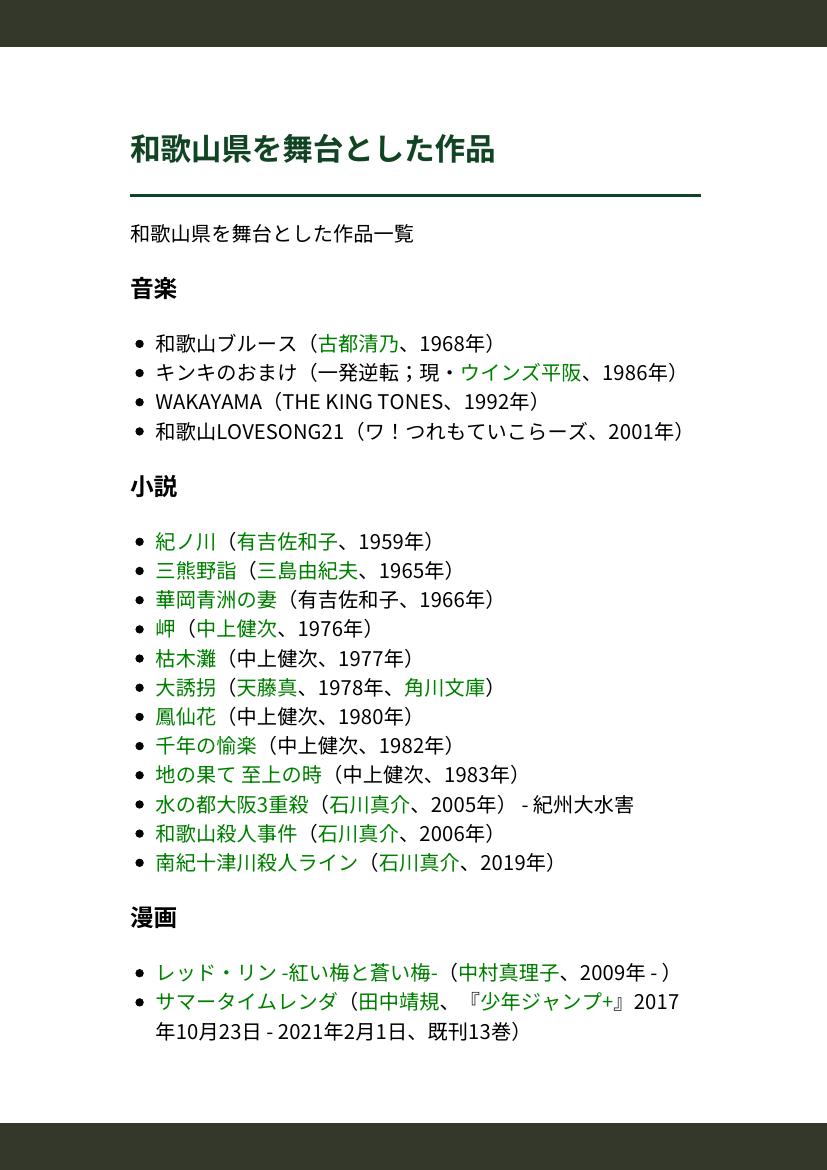 和歌山県を舞台とした作品
和歌山県を舞台とした作品一覧
音楽
和歌山ブルース（古都清乃、1968年）
キンキのおまけ（一発逆転；現・ウインズ平阪、1986年）
WAKAYAMA（THE KING TONES、1992年）
和歌山LOVESONG21（ワ！つれもていこらーズ、2001年）
小説
紀ノ川（有吉佐和子、1959年）
三熊野詣（三島由紀夫、1965年）
華岡青洲の妻（有吉佐和子、1966年）
岬（中上健次、1976年）
枯木灘（中上健次、1977年）
大誘拐（天藤真、1978年、角川文庫）
鳳仙花（中上健次、1980年）
千年の愉楽（中上健次、1982年）
地の果て 至上の時（中上健次、1983年）
水の都大阪3重殺（石川真介、2005年） - 紀州大水害
和歌山殺人事件（石川真介、2006年）
南紀十津川殺人ライン（石川真介、2019年）
漫画
レッド・リン -紅い梅と蒼い梅-（中村真理子、2009年 - ）
サマータイムレンダ（田中靖規、『少年ジャンプ+』2017
年10月23日 - 2021年2月1日、既刊13巻）